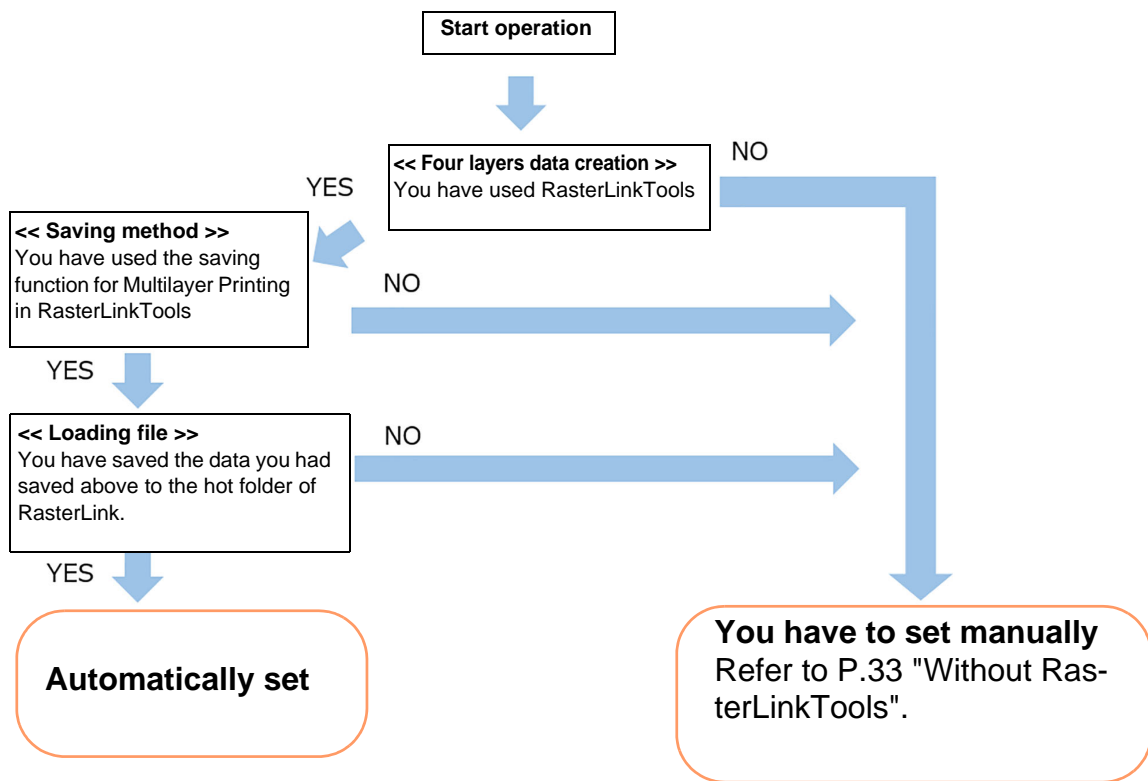 Start operation
<< Four layers data creation >>
You have used RasterLinkTools
NO
YES
<< Saving method >>
You have used the saving
function for Multilayer Printing
in RasterLinkTools
NO
YES
<< Loading file >>
You have saved the data you had
saved above to the hot folder of
RasterLink.
NO
YES
Automatically set
You have to set manually
Refer to P.33 "Without Ras-
terLinkTools".